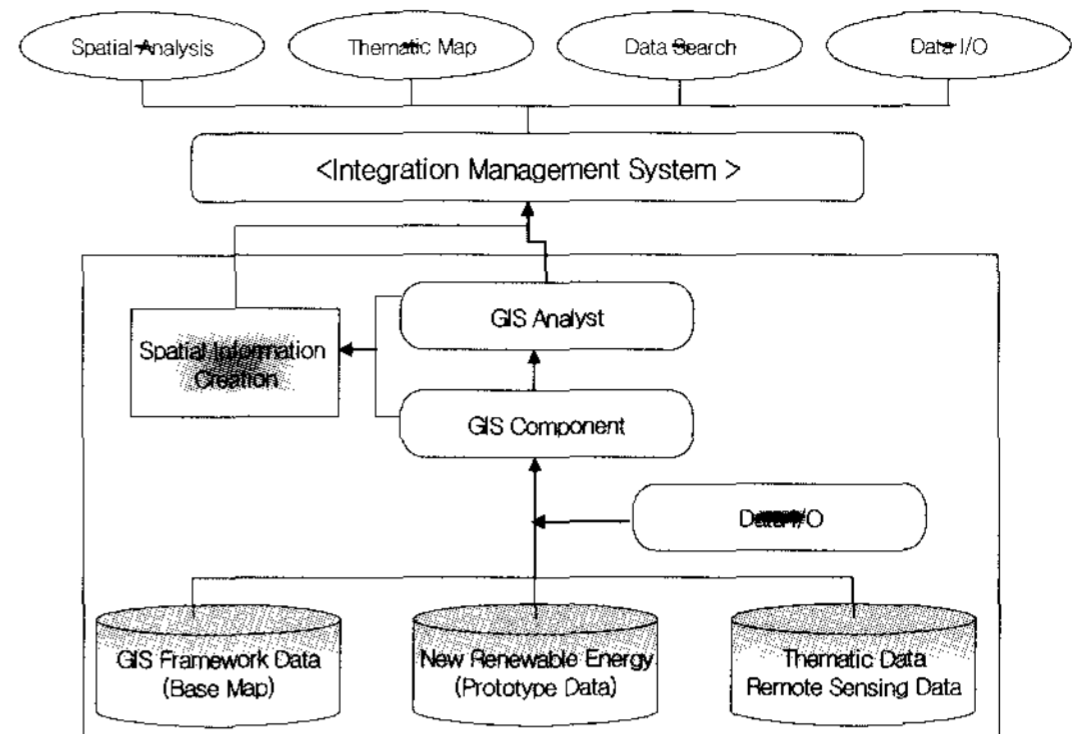 Spatial Analysis
Thematic Map
Data Search
Data I/O
<Integration Management System >
GIS Analyst
Spatial Information
Creation
GIS Component
Data I/O
GIS Framework Data
(Base Map)
New Renewable Energy
(Prototype Data)
Thematic Data
Remote Sensing Data